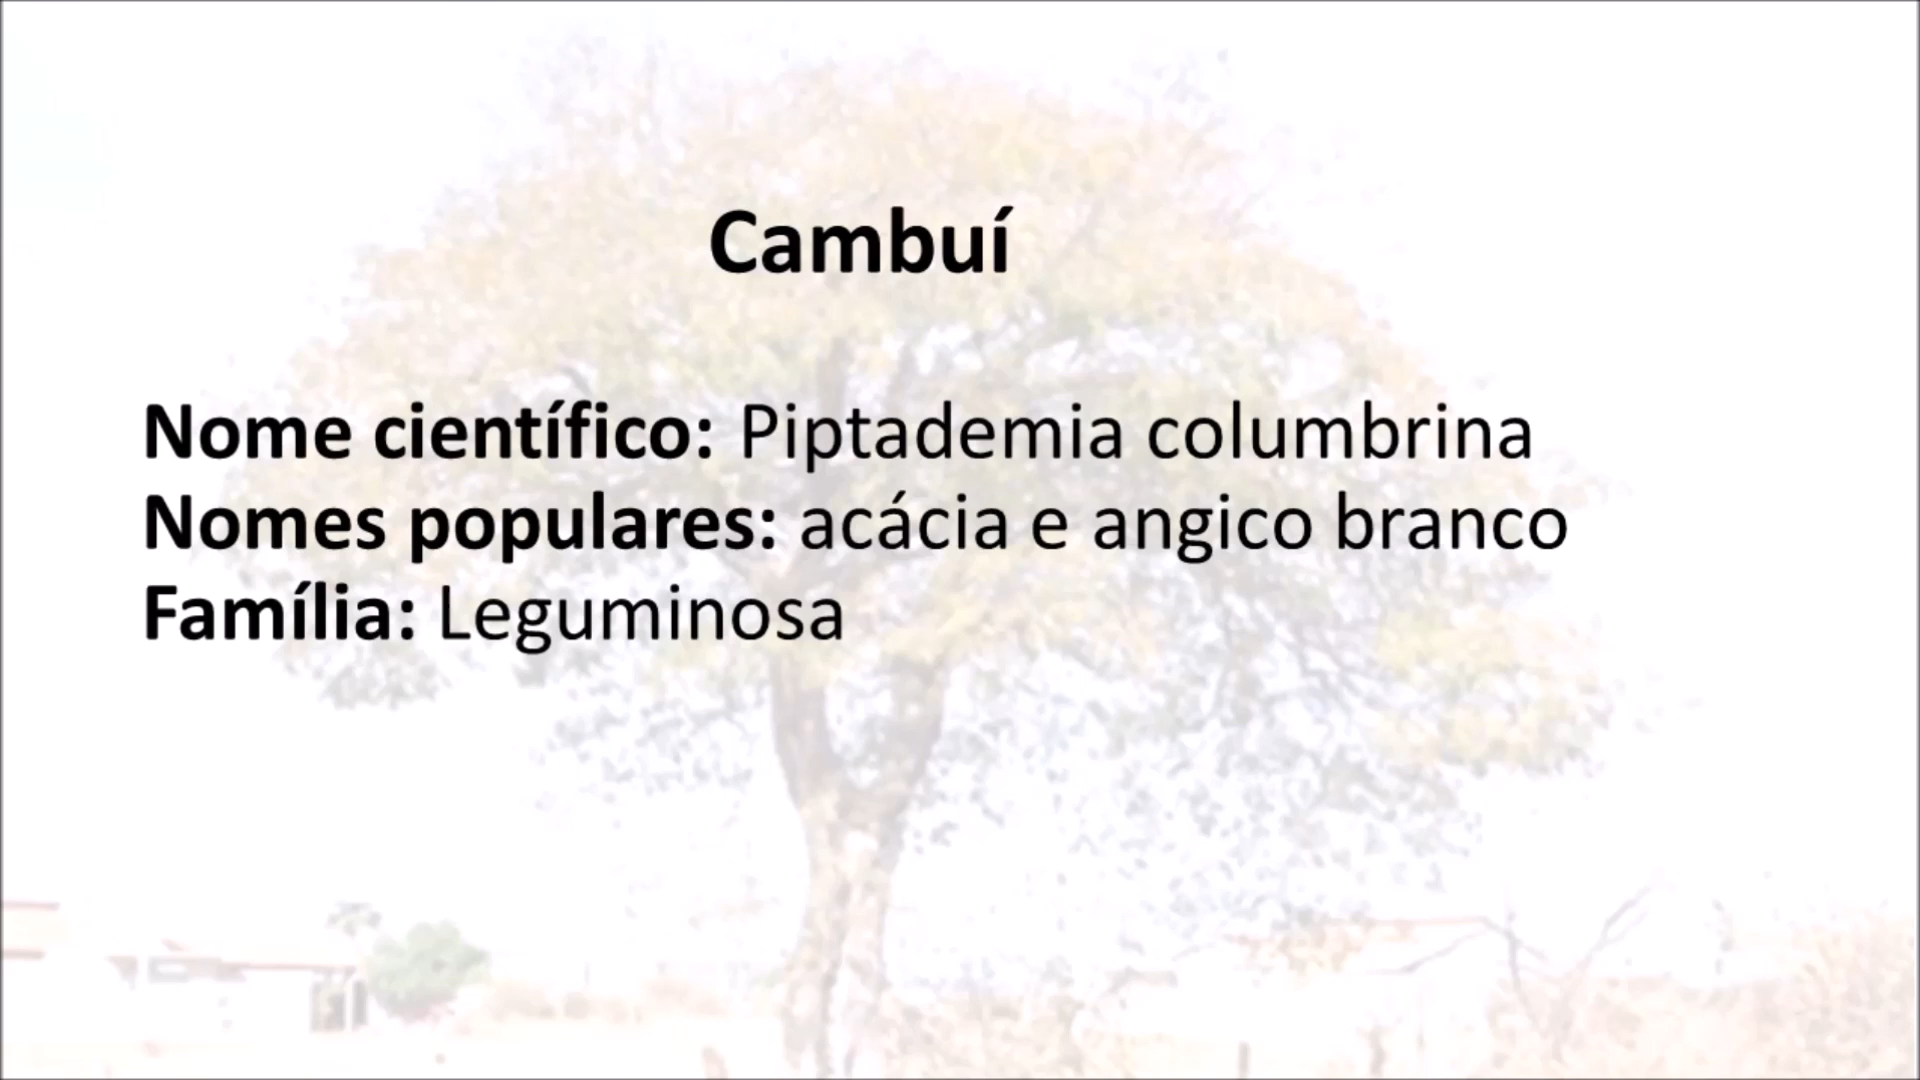 Cambuí
Nome científico: Piptademia columbrina
Nomes populares: acácia e angico branco
Família: Leguminosa